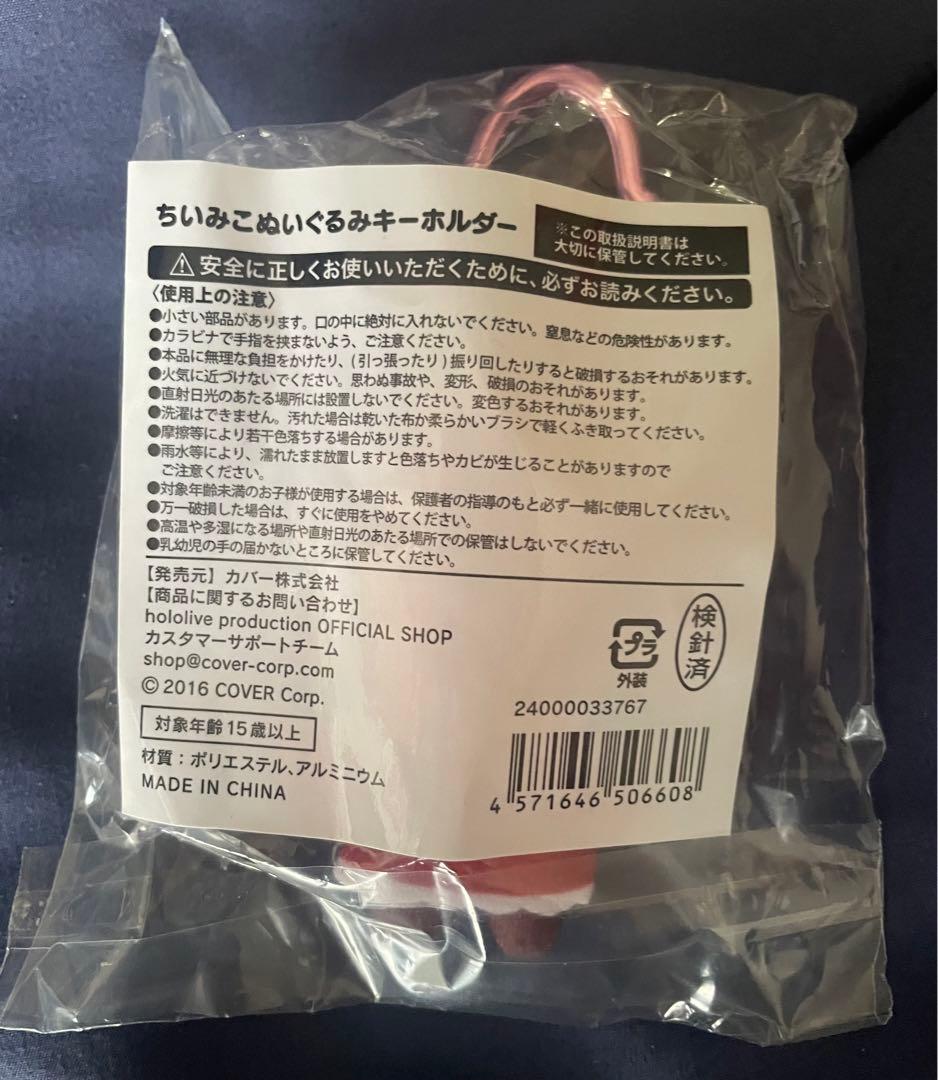 ちいみこぬいぐるみキーホルダー
※この取扱説明書は
大切に保管してください。
⚠安全に正しくお使いいただくために、必ずお読みください。
〈使用上の注意〉
●小さい部品があります。口の中に絶対に入れないでください。窒息などの危険性があります。
●カラビナで手指を挟まないよう、ご注意ください。
●本品に無理な負担をかけたり、(引っ張ったり)振り回したりすると破損するおそれがあります。
●火気に近づけないでください。思わぬ事故や、変形、破損のおそれがあります。
●直射日光のあたる場所には設置しないでください。変色するおそれがあります。
●洗濯はできません。汚れた場合は乾いた布か柔らかいブラシで軽くふき取ってください。
●摩擦等により若干色落ちする場合があります。
●雨水等により、濡れたまま放置しますと色落ちやカビが生じることがありますので
ご注意ください。
●対象年齢未満のお子様が使用する場合は、保護者の指導のもと必ず一緒に使用してください。
●万一破損した場合は、すぐに使用をやめてください。
●高温や多湿になる場所や直射日光のあたる場所での保管はしないでください。
●乳幼児の手の届かないところに保管してください。
【発売元】カバー株式会社
【商品に関するお問い合わせ】
hololive production OFFICIAL SHOP
カスタマーサポートチーム
shop@cover-corp.com
© 2016 COVER Corp.
対象年齢15歳以上
材質：ポリエステル、アルミニウム
MADE IN CHINA
プラ
外装
検針済
24000033767
4 571646 506608